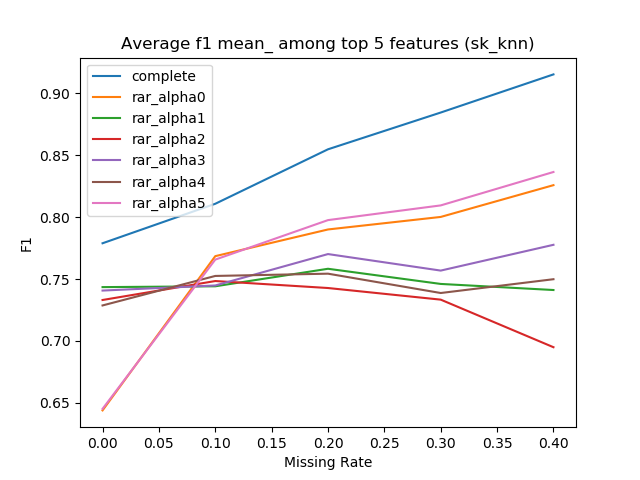 Average f1 mean_ among top 5 features (sk_knn)
complete
rar_alpha0
rar_alpha1
rar_alpha2
rar_alpha3
rar_alpha4
rar_alpha5
F1
0.90
0.85
0.80
0.75
0.70
0.65
0.00 0.05 0.10 0.15 0.20 0.25 0.30 0.35 0.40
Missing Rate